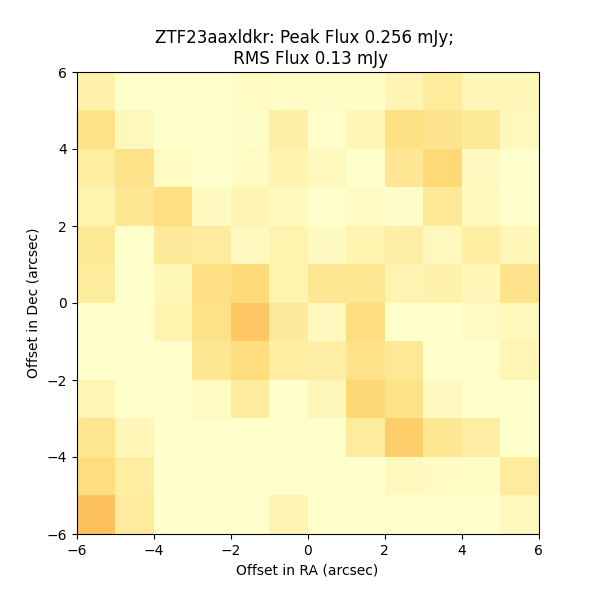 ZTF23aaxldkr: Peak Flux 0.256 mJy;
RMS Flux 0.13 mJy
6
4
2
0
−2
−4
−6
Offset in Dec (arcsec)
−6 −4 −2 0 2 4 6
Offset in RA (arcsec)